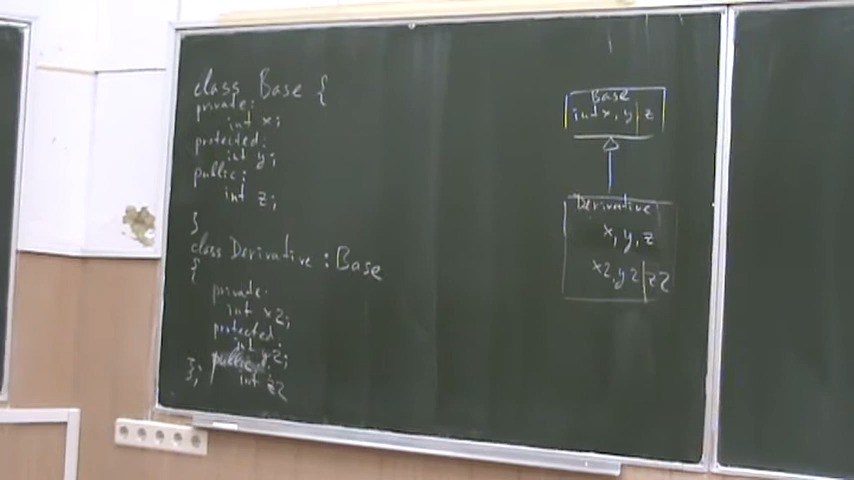 class Base {
private:
int x;
protected:
int y;
public:
int z;
}
class Derivative : Base
{
private:
int x2;
protected:
int y2;
public:
int z2
};
Base
int x, y, z
Derivative
x, y, z
x2, y2 z2